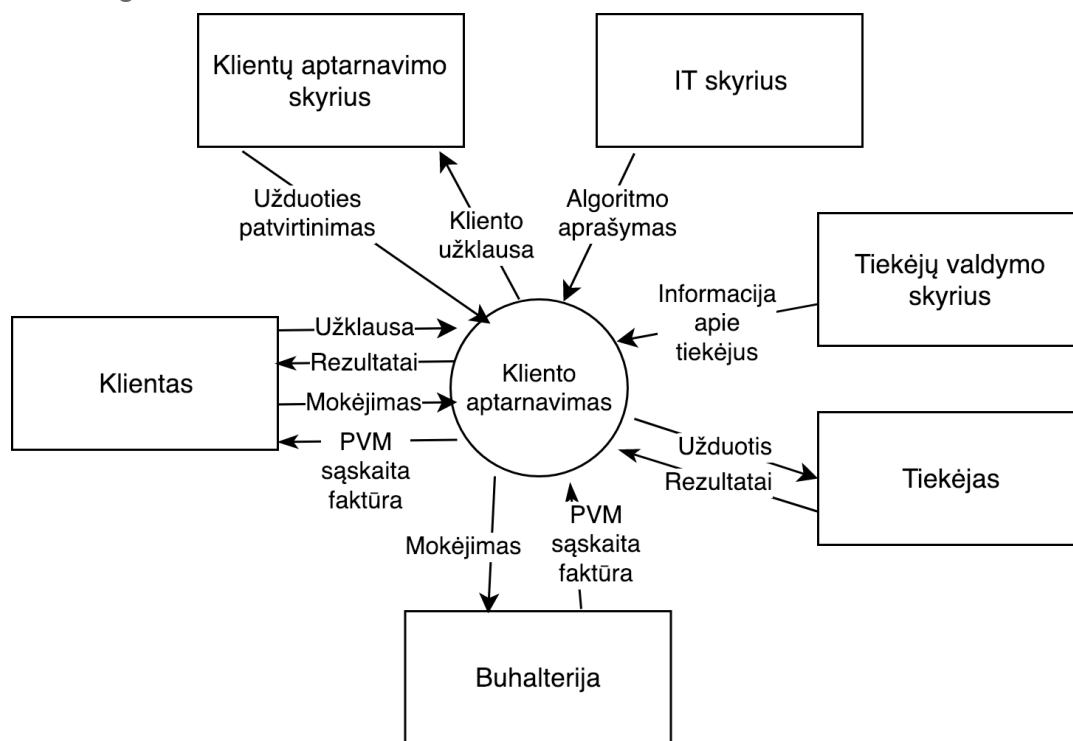 Klientų aptarnavimo
skyrius
IT skyrius
Užduoties
patvirtinimas
Kliento
užklausa
Algoritmo
aprašymas
Tiekėjų valdymo
skyrius
Informacija
apie
tiekėjus
Klientas
Užklausa
Rezultatai
Mokėjimas
PVM
sąskaita
faktūra
Kliento
aptarnavimas
Užduotis
Rezultatai
Tiekėjas
Mokėjimas
PVM
sąskaita
faktūra
Buhalterija